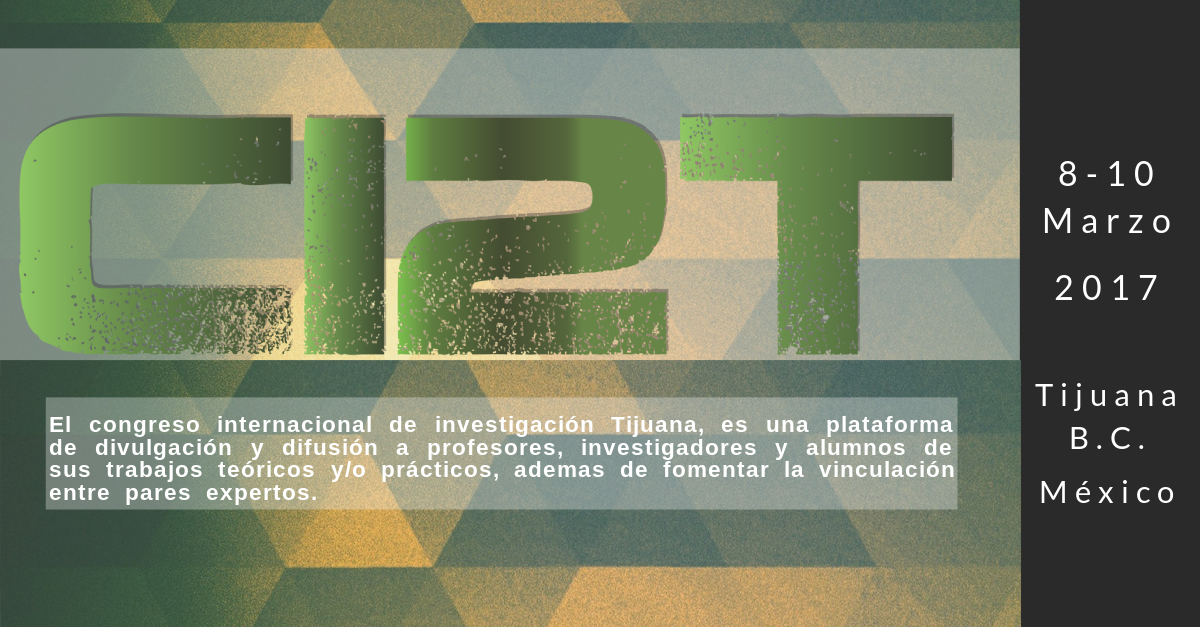 CI2T
El congreso internacional de investigación Tijuana, es una plataforma
de divulgación y difusión a profesores, investigadores y alumnos de
sus trabajos teóricos y/o prácticos, ademas de fomentar la vinculación
entre pares expertos.
8-10
Marzo
2017
Tijuana
B.C.
México